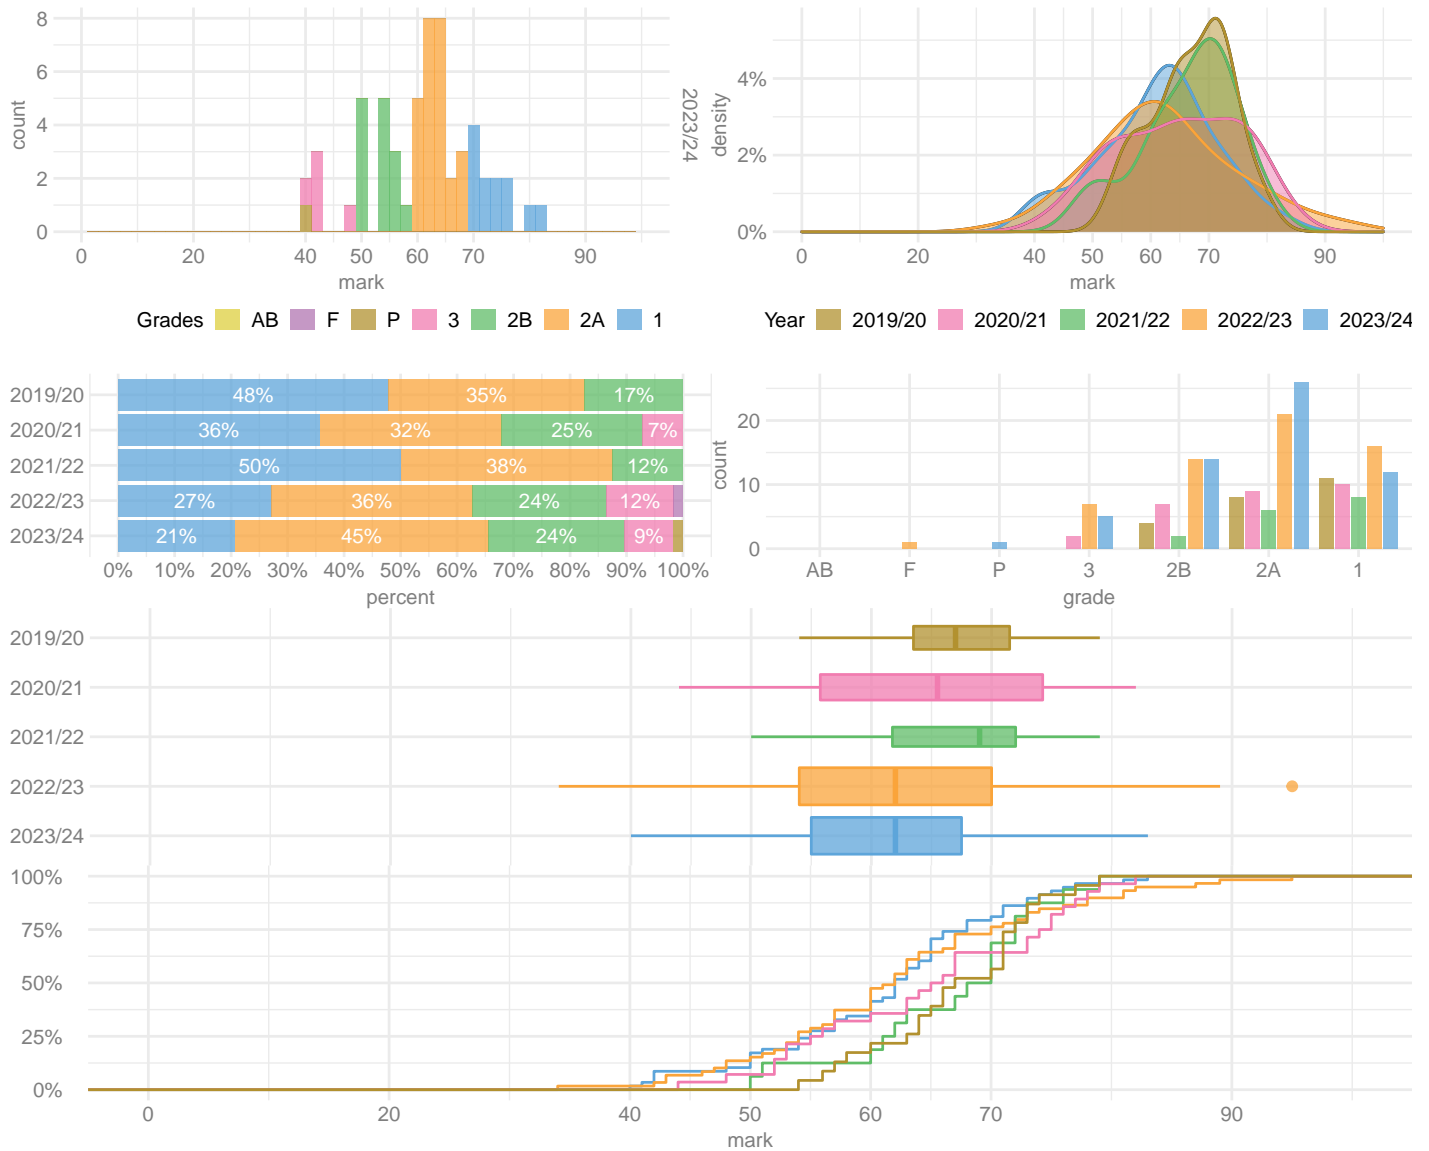 8
6
4
2
0
count
0 20 40 50 60 70 90
mark
2023/24
density
4%
2%
0%
0 20 40 50 60 70 90
mark
Grades AB F P 3 2B 2A 1
Year 2019/20 2020/21 2021/22 2022/23 2023/24
2019/20 48% 35% 17%
2020/21 36% 32% 25% 7%
2021/22 50% 38% 12%
2022/23 27% 36% 24% 12%
2023/24 21% 45% 24% 9%
0% 10% 20% 30% 40% 50% 60% 70% 80% 90% 100%
percent
count
20
10
0
AB F P 3 2B 2A 1
grade
2019/20
2020/21
2021/22
2022/23
2023/24
100%
75%
50%
25%
0%
0 20 40 50 60 70 90
mark